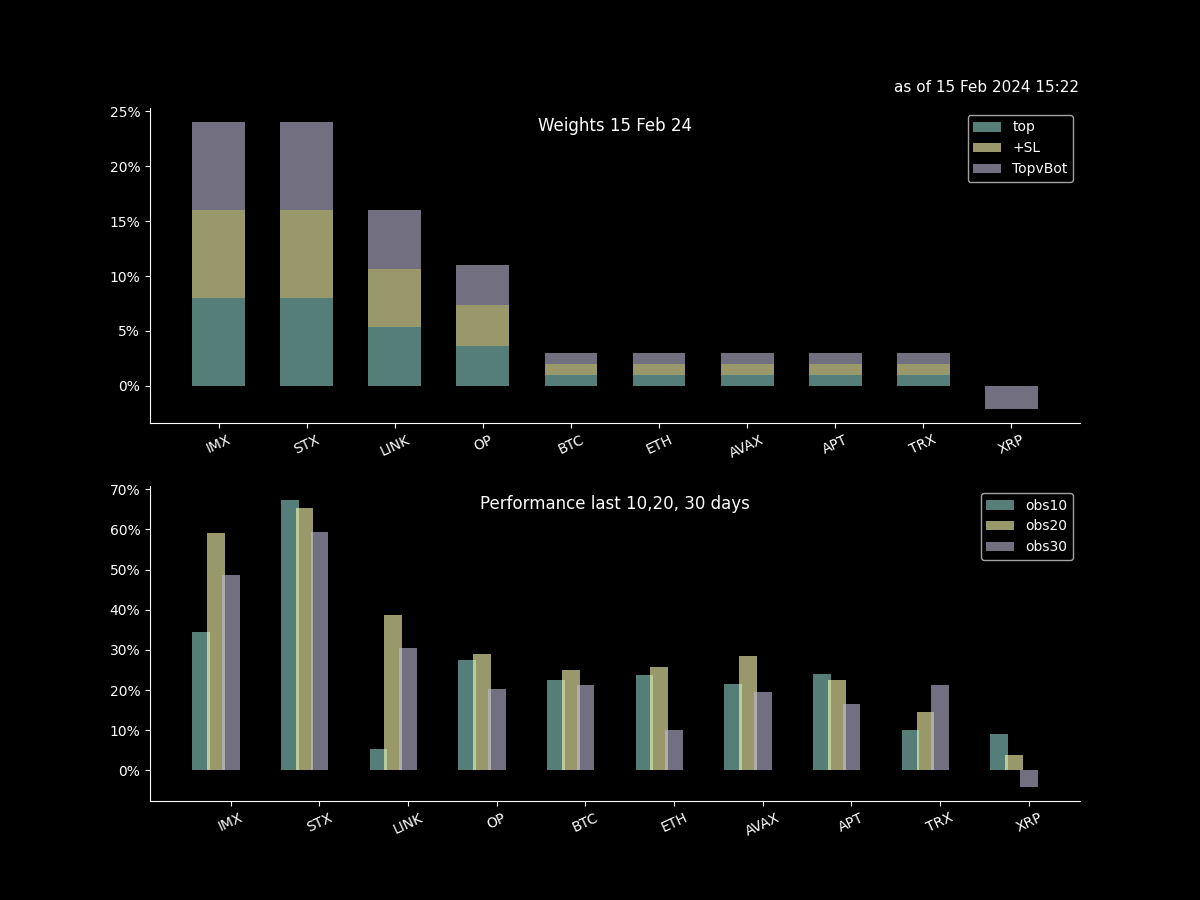 as of 15 Feb 2024 15:22
Weights 15 Feb 24
top
+SL
TopvBot
25%
20%
15%
10%
5%
0%
IMX STX LINK OP BTC ETH AVAX APT TRX XRP
Performance last 10,20, 30 days
obs10
obs20
obs30
70%
60%
50%
40%
30%
20%
10%
0%
IMX STX LINK OP BTC ETH AVAX APT TRX XRP